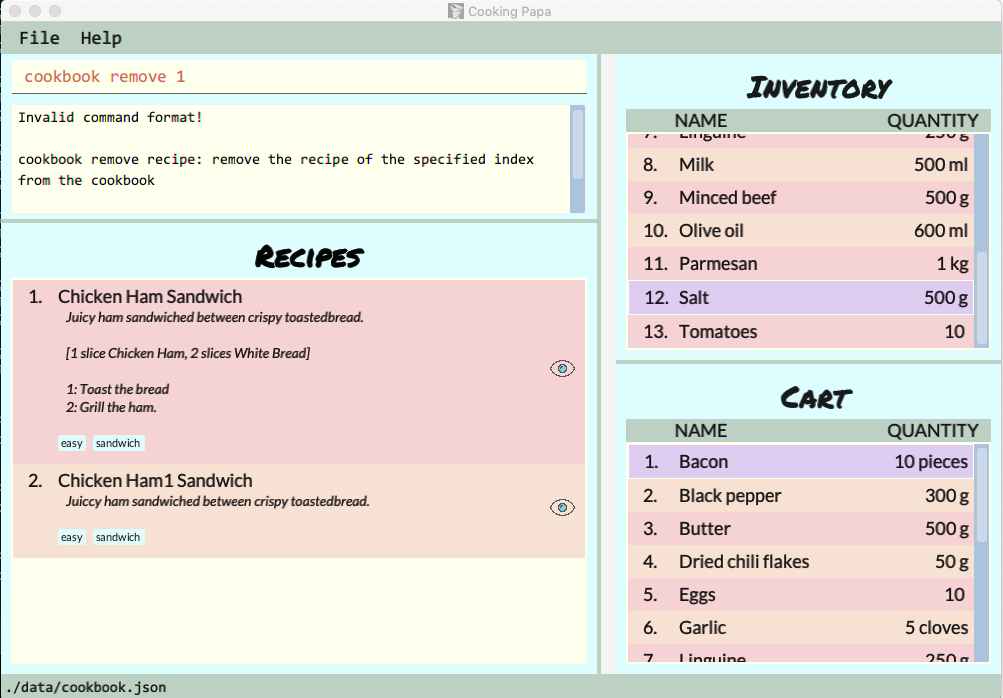 Cooking Papa
File Help
cookbook remove 1
Invalid command format!
cookbook remove recipe: remove the recipe of the specified index
from the cookbook
Recipes
1. Chicken Ham Sandwich
Juicy ham sandwiched between crispy toastedbread.
[1 slice Chicken Ham, 2 slices White Bread]
1: Toast the bread
2: Grill the ham.
easy sandwich
2. Chicken Ham1 Sandwich
Juiccy ham sandwiched between crispy toastedbread.
easy sandwich
Inventory
NAME QUANTITY
7. Linguine 250 g
8. Milk 500 ml
9. Minced beef 500 g
10. Olive oil 600 ml
11. Parmesan 1 kg
12. Salt 500 g
13. Tomatoes 10
Cart
NAME QUANTITY
1. Bacon 10 pieces
2. Black pepper 300 g
3. Butter 500 g
4. Dried chili flakes 50 g
5. Eggs 10
6. Garlic 5 cloves
7. Linguine 250 g
./data/cookbook.json